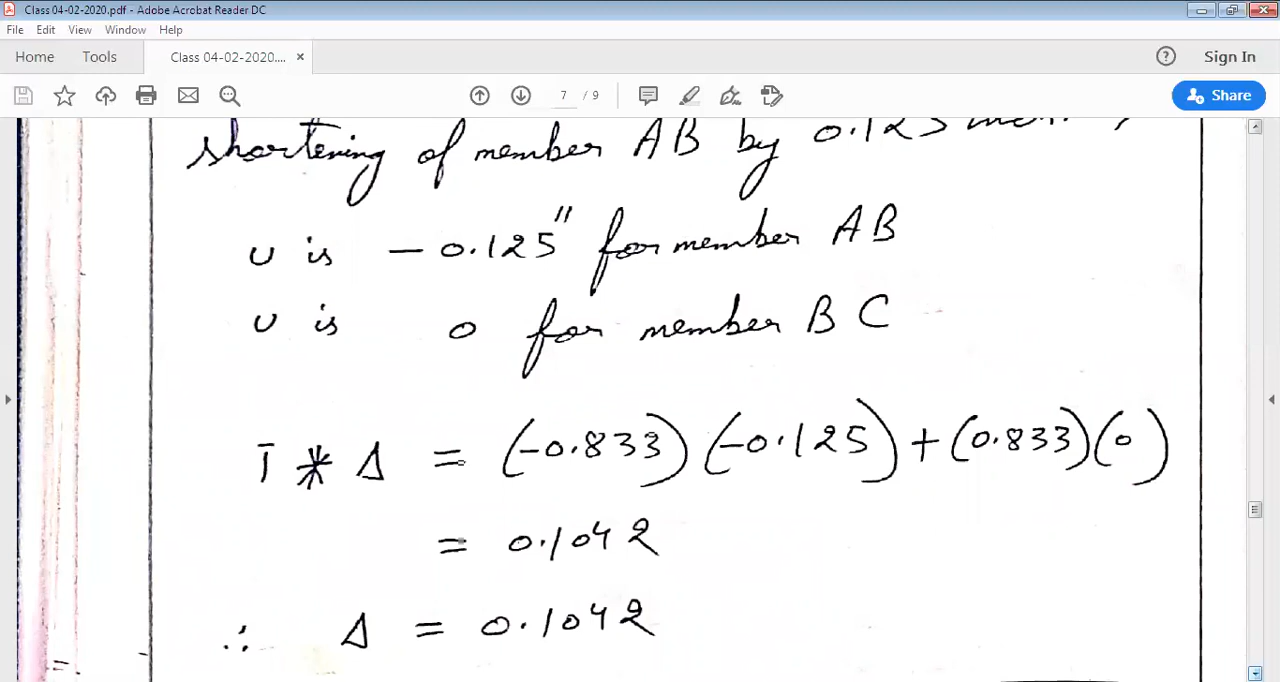 Class 04-02-2020.pdf - Adobe Acrobat Reader DC
File Edit View Window Help
Home Tools Class 04-02-2020.... × ? Sign In
7 / 9 Share
shortening of member AB by 0.125
υ is - 0.125" for member AB
υ is 0 for member BC
1 * Δ = (-0.833) (-0.125) + (0.833) (0)
= 0.1042
∴ Δ = 0.1042